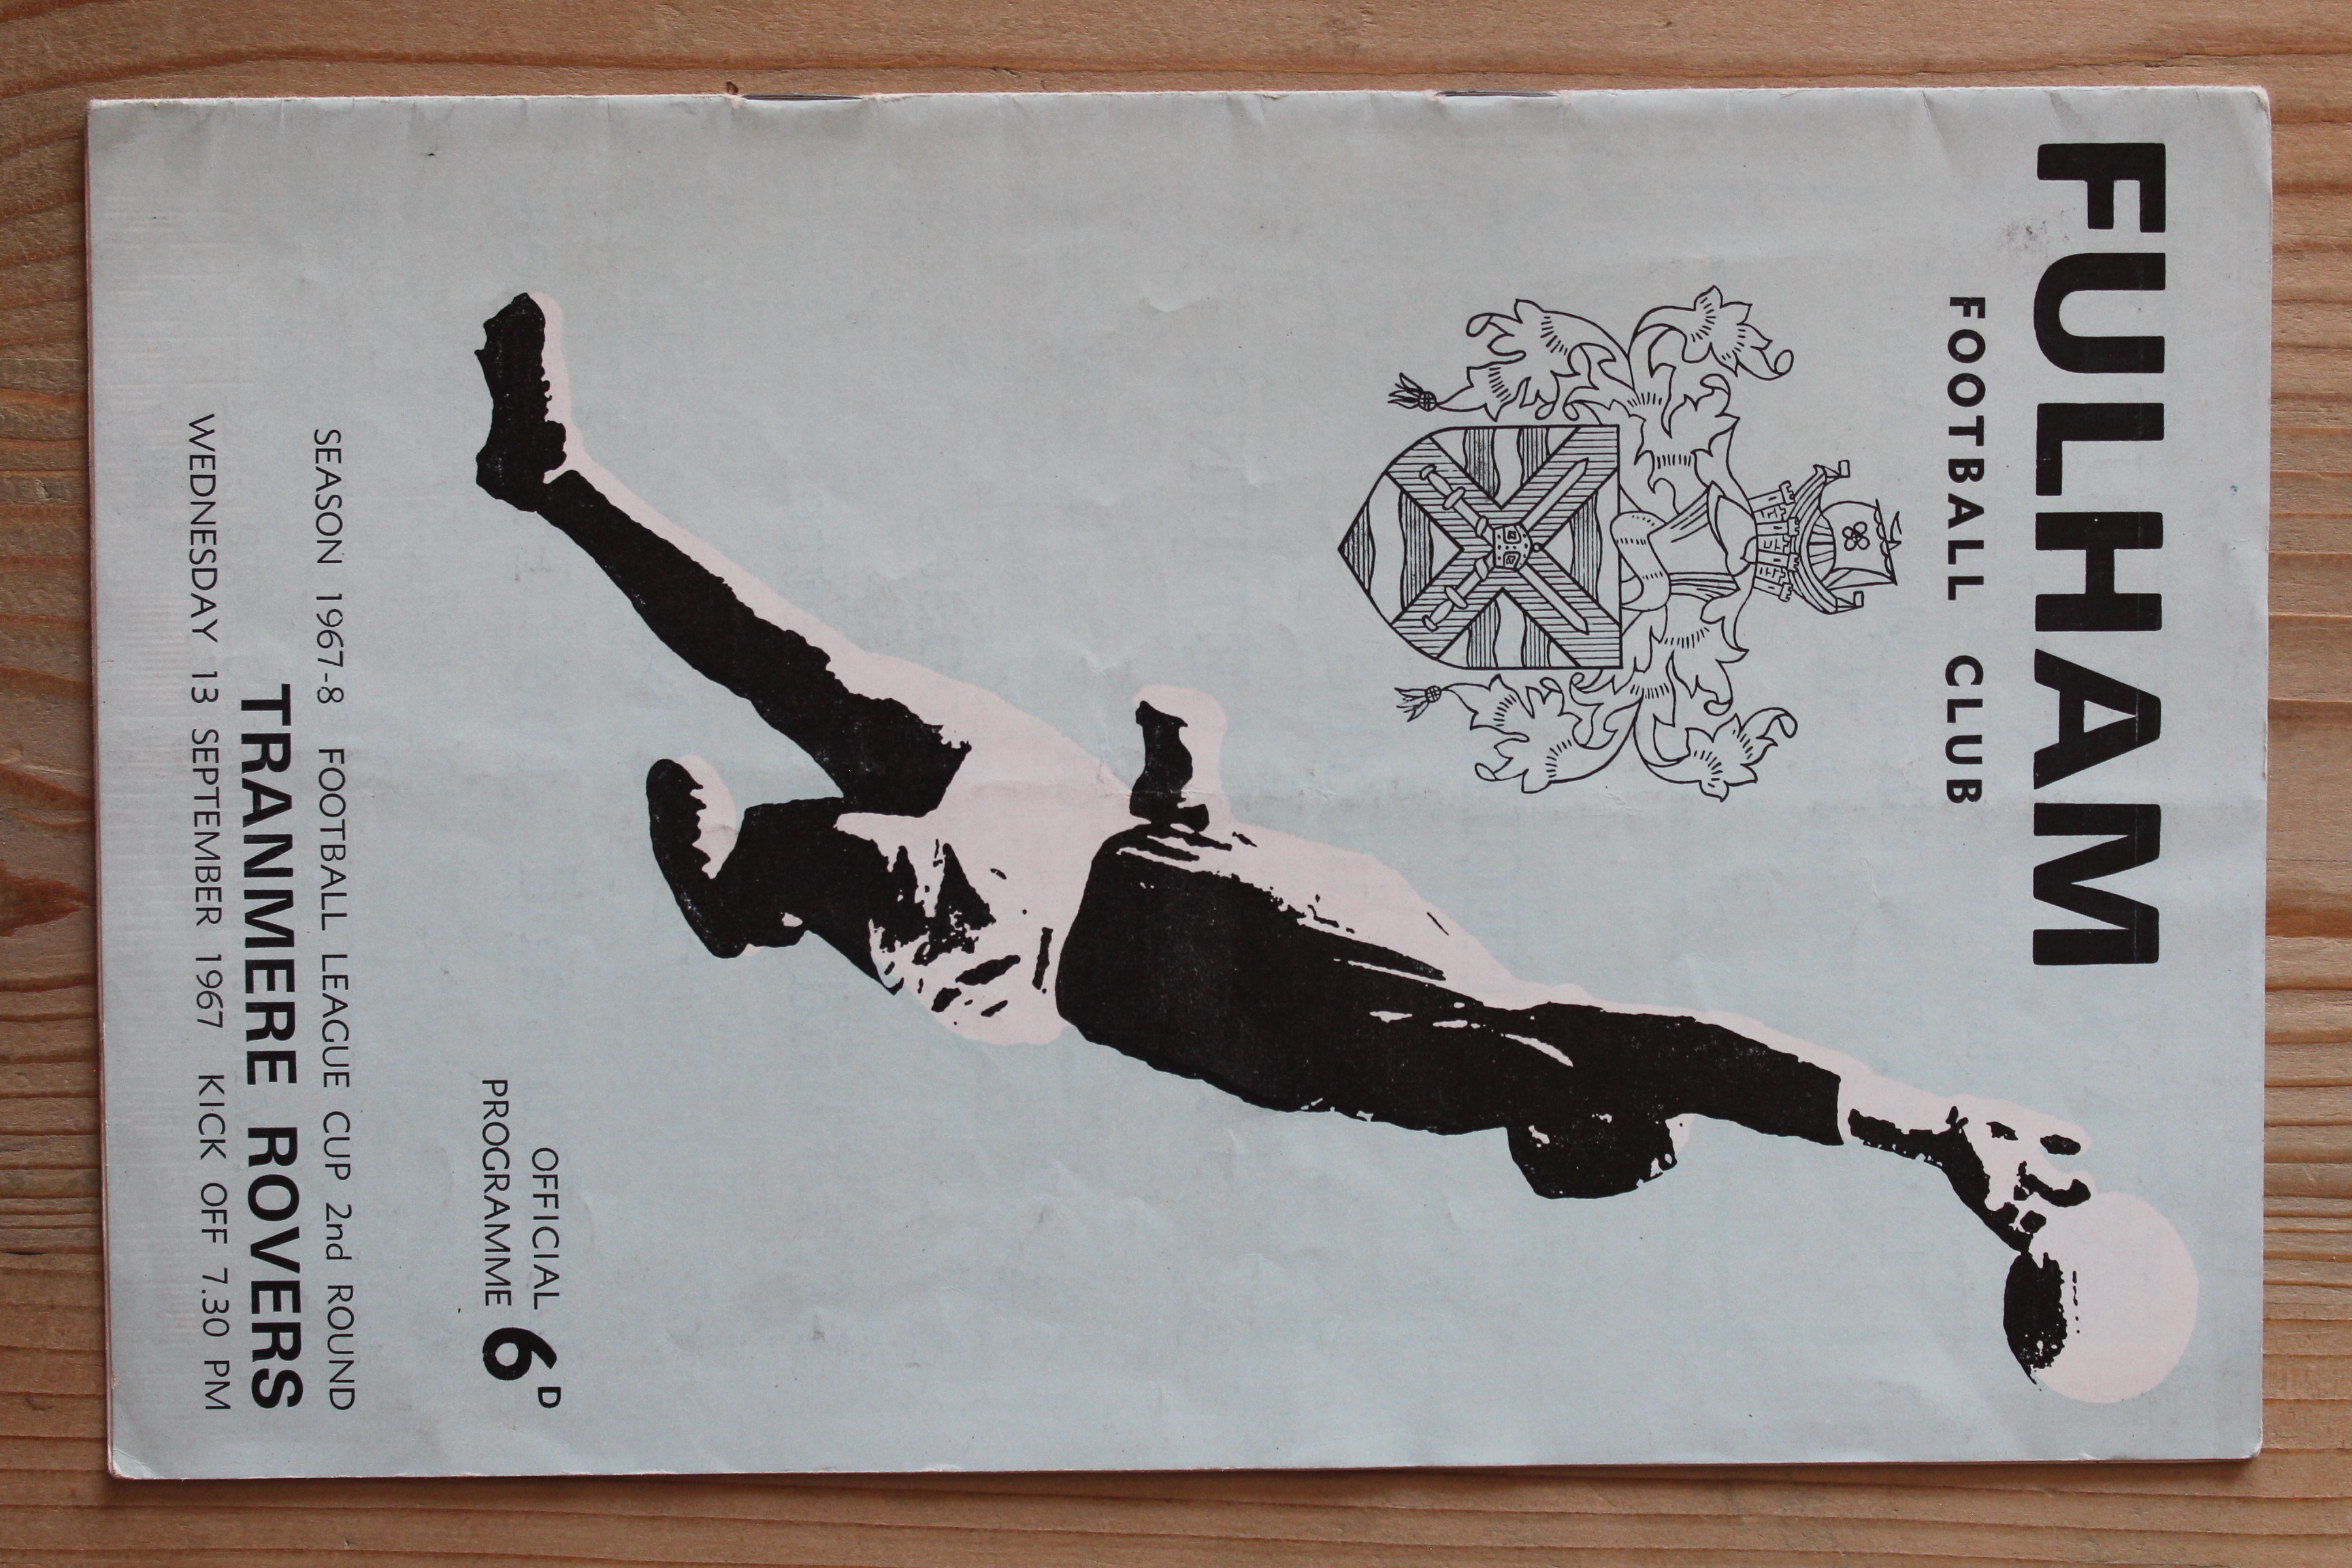 FULHAM
FOOTBALL CLUB
OFFICIAL
PROGRAMME 6D
SEASON 1967-8 FOOTBALL LEAGUE CUP 2nd ROUND
TRANMERE ROVERS
WEDNESDAY 13 SEPTEMBER 1967 KICK OFF 7.30 PM